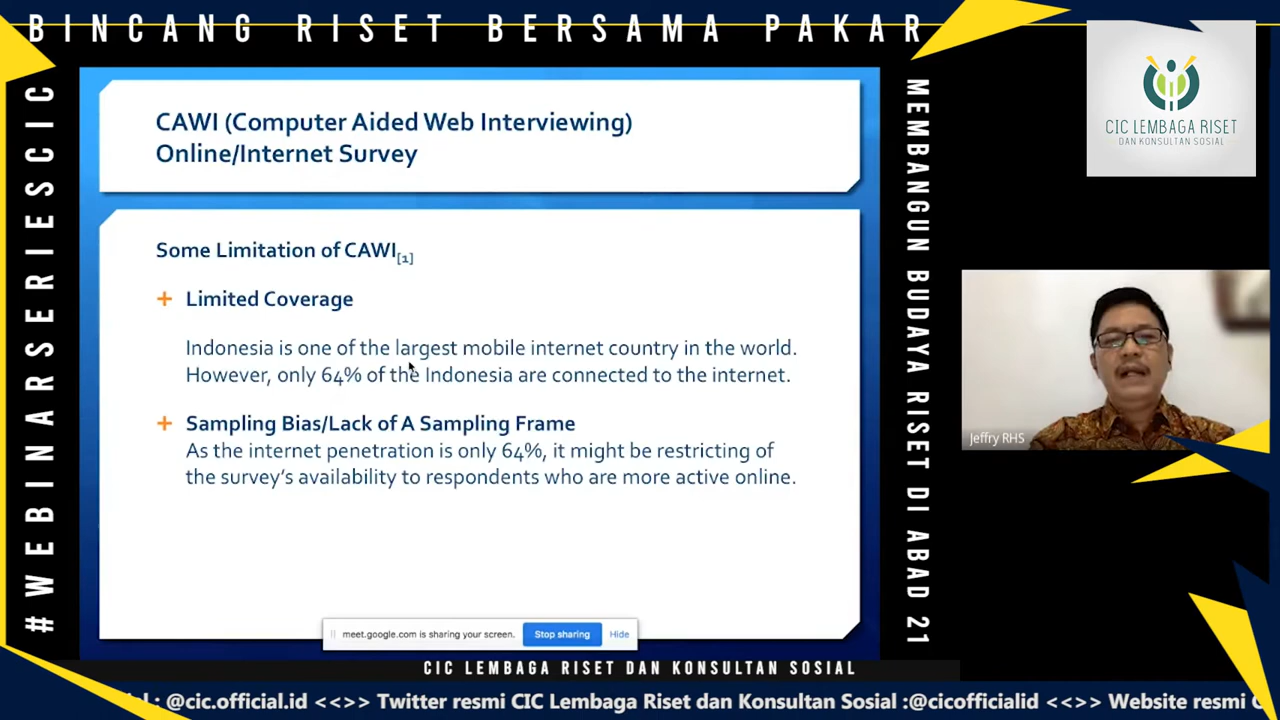 BINCANG RISET BERSAMA PAKAR
#WEBINARSERIESCIC
CAWI (Computer Aided Web Interviewing)
Online/Internet Survey
Some Limitation of CAWI[1]
+ Limited Coverage
Indonesia is one of the largest mobile internet country in the world.
However, only 64% of the Indonesia are connected to the internet.
+ Sampling Bias/Lack of A Sampling Frame
As the internet penetration is only 64%, it might be restricting of
the survey's availability to respondents who are more active online.
meet.google.com is sharing your screen. Stop sharing Hide
MEMBANGUN BUDAYA RISET DI ABAD 21
CIC LEMBAGA RISET
DAN KONSULTAN SOSIAL
Jeffry RHS
CIC LEMBAGA RISET DAN KONSULTAN SOSIAL
: @cic.official.id <<>> Twitter resmi CIC Lembaga Riset dan Konsultan Sosial :@cicofficialid <<>> Website resmi